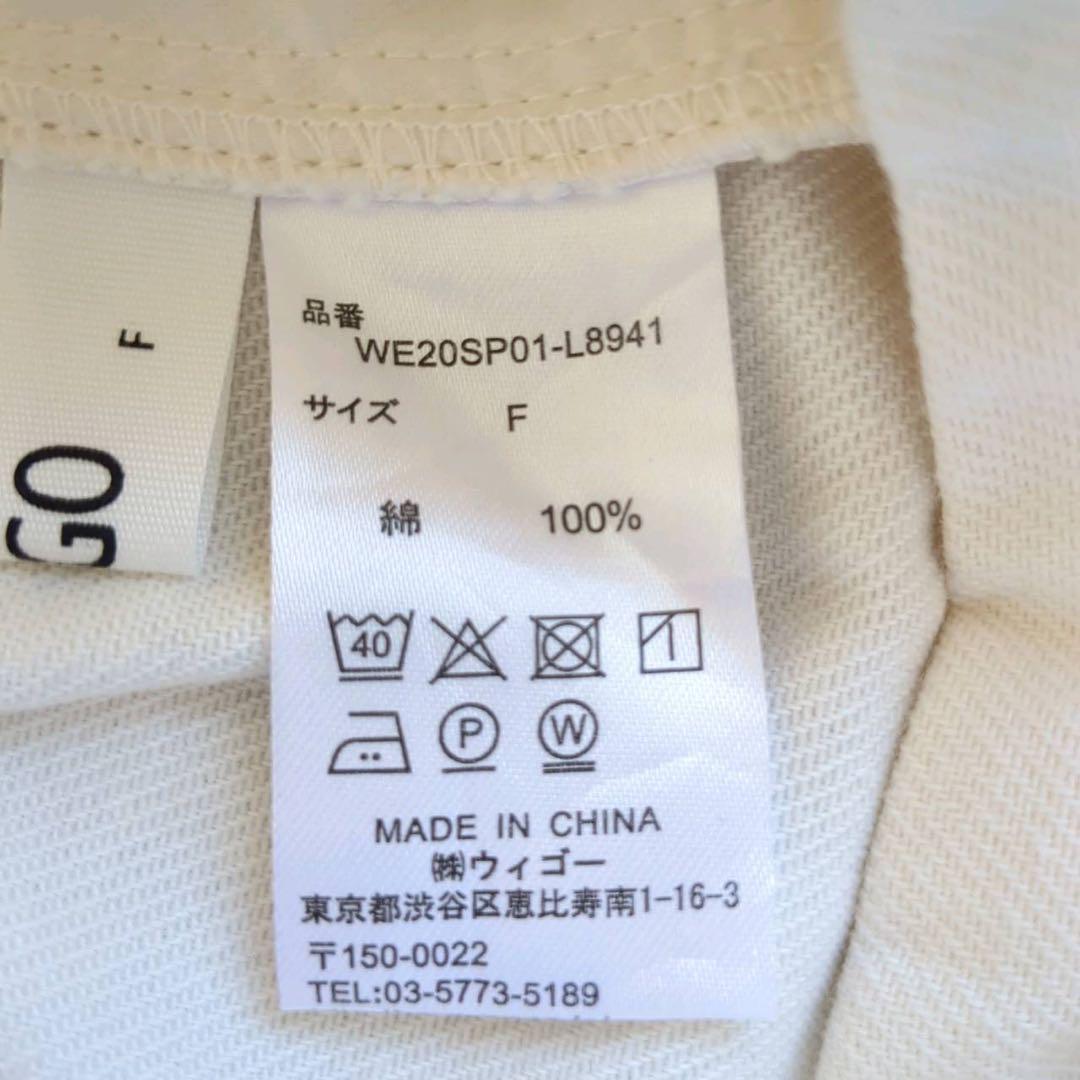 F
GO
品番
WE20SP01-L8941
サイズ F
綿 100%
40
P W
MADE IN CHINA
㈱ウィゴー
東京都渋谷区恵比寿南1-16-3
〒150-0022
TEL:03-5773-5189